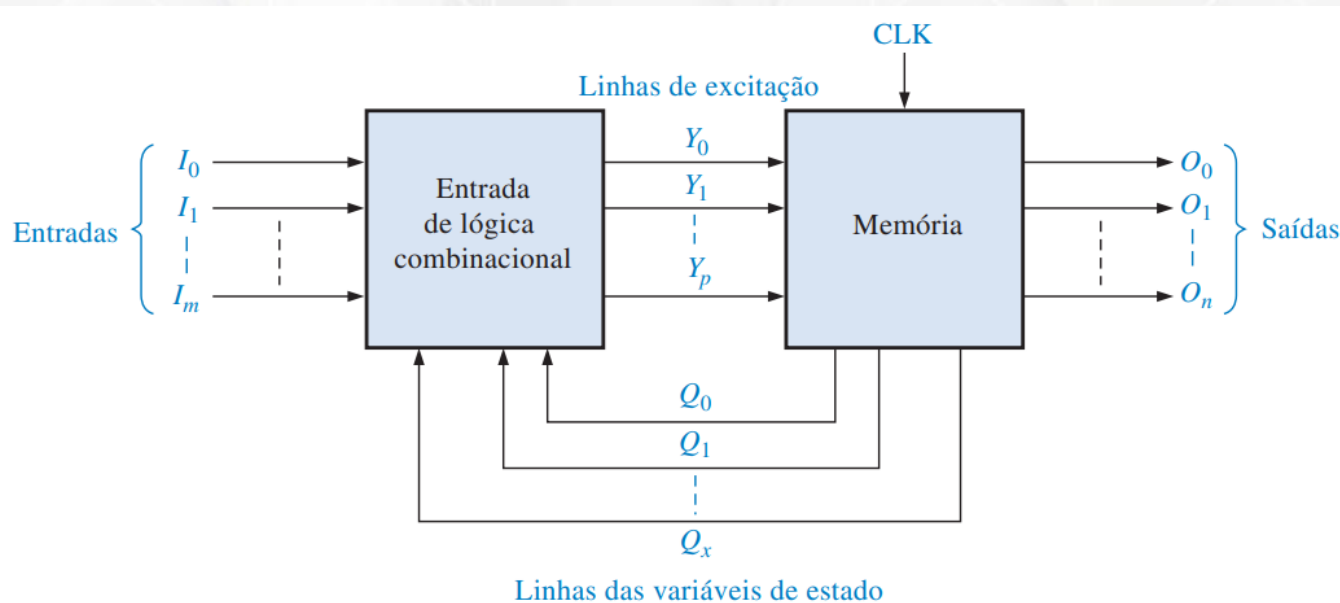 CLK
Linhas de excitação
Entradas
I0
I1
Im
Entrada
de lógica
combinacional
Y0
Y1
Yp
Memória
O0
O1
On
Saídas
Q0
Q1
Qx
Linhas das variáveis de estado